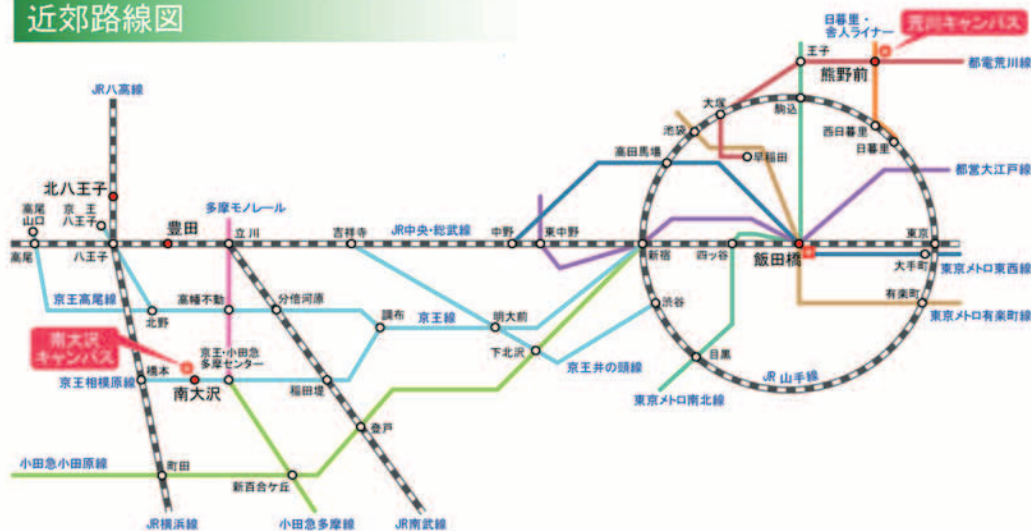 近郊路線図
日暮里・
舎人ライナー
荒川キャンパス
王子
熊野前
都電荒川線
JR八高線
大塚
駒込
池袋
西日暮里
日暮里
高田馬場
早稲田
都営大江戸線
北八王子
高尾
山口
京王
八王子
豊田
多摩モノレール
立川
吉祥寺
JR中央・総武線
中野
東中野
新宿
四ッ谷
飯田橋
東京
高尾
八王子
大手町
東京メトロ東西線
京王高尾線
北野
高幡不動
分倍河原
調布
京王線
明大前
渋谷
有楽町
東京メトロ有楽町線
南大沢
キャンパス
京王・小田急
多摩センター
下北沢
目黒
京王井の頭線
橋本
京王相模原線
南大沢
稲田堤
JR山手線
東京メトロ南北線
登戸
小田急小田原線
町田
新百合ケ丘
JR横浜線
小田急多摩線
JR南武線